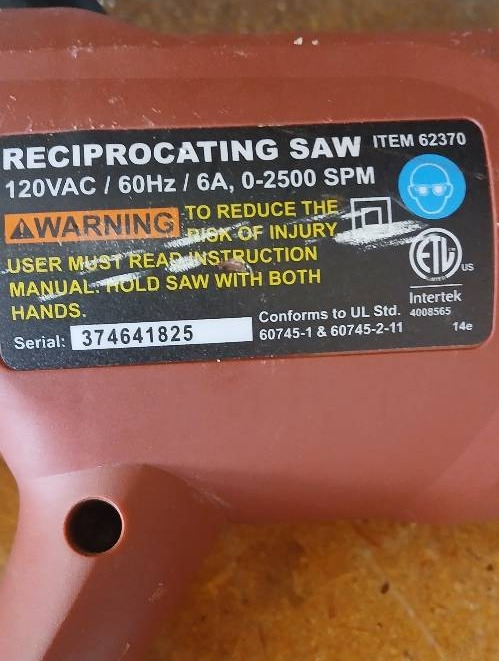 RECIPROCATING SAW ITEM 62370
120VAC / 60Hz / 6A, 0-2500 SPM
WARNING TO REDUCE THE
RISK OF INJURY
USER MUST READ INSTRUCTION
MANUAL. HOLD SAW WITH BOTH
HANDS.
Serial: 374641825
Conforms to UL Std.
60745-1 & 60745-2-11
ETL
US
Intertek
4008565
14e